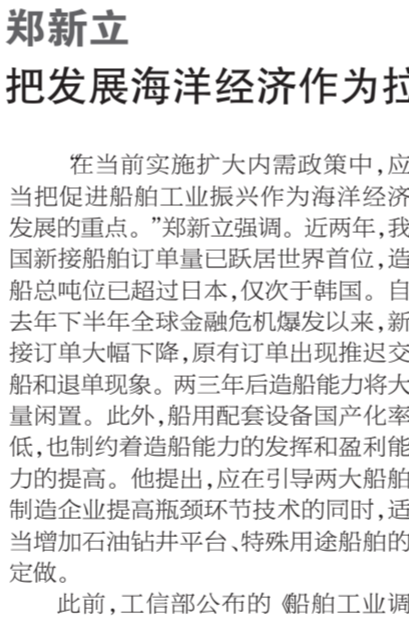 郑新立
把发展海洋经济作为拉
“在当前实施扩大内需政策中,应
当把促进船舶工业振兴作为海洋经济
发展的重点。”郑新立强调。近两年,我
国新接船舶订单量已跃居世界首位,造
船总吨位已超过日本,仅次于韩国。自
去年下半年全球金融危机爆发以来,新
接订单大幅下降,原有订单出现推迟交
船和退单现象。两三年后造船能力将大
量闲置。此外,船用配套设备国产化率
低,也制约着造船能力的发挥和盈利能
力的提高。他提出,应在引导两大船舶
制造企业提高瓶颈环节技术的同时,适
当增加石油钻井平台、特殊用途船舶的
定做。
此前,工信部公布的《船舶工业调